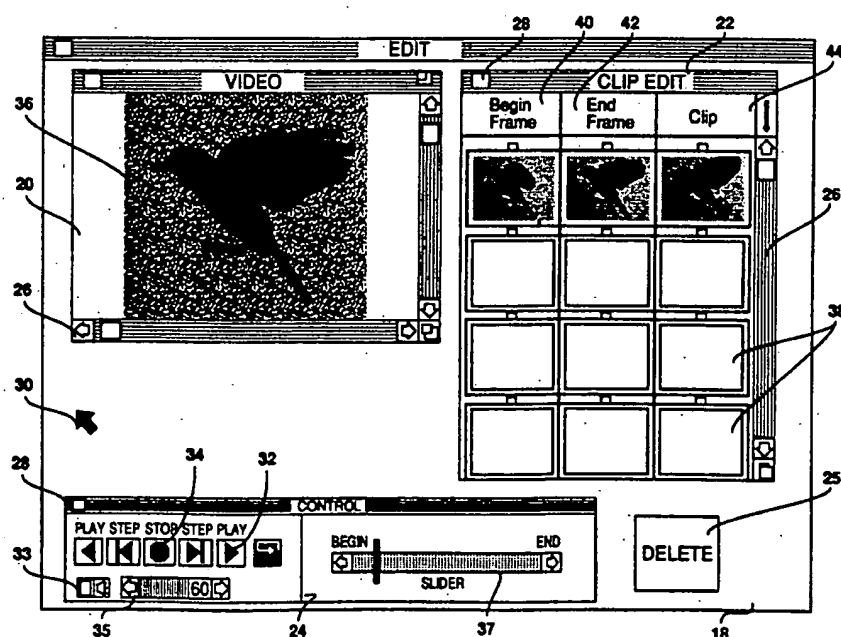 28 40 42 22
EDIT
44
VIDEO
CLIP EDIT
Begin Frame
End Frame
Clip
36
20
26
26
38
30
28
34
32
25
CONTROL
PLAY STEP STOP STEP PLAY
BEGIN
END
DELETE
33
60
SLIDER
35
24
37
18